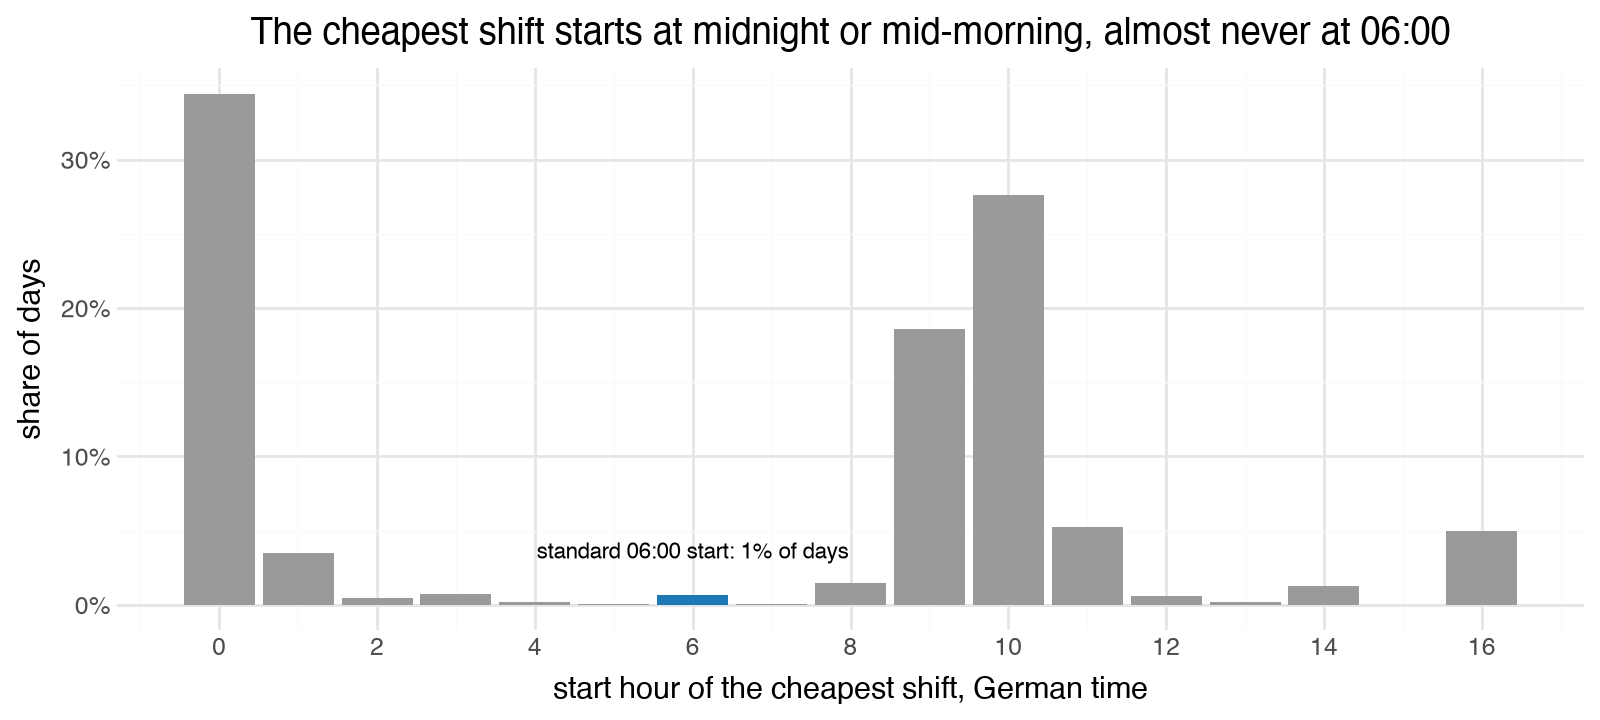 The cheapest shift starts at midnight or mid-morning, almost never at 06:00
share of days
30%
20%
10%
0%
standard 06:00 start: 1% of days
0 2 4 6 8 10 12 14 16
start hour of the cheapest shift, German time